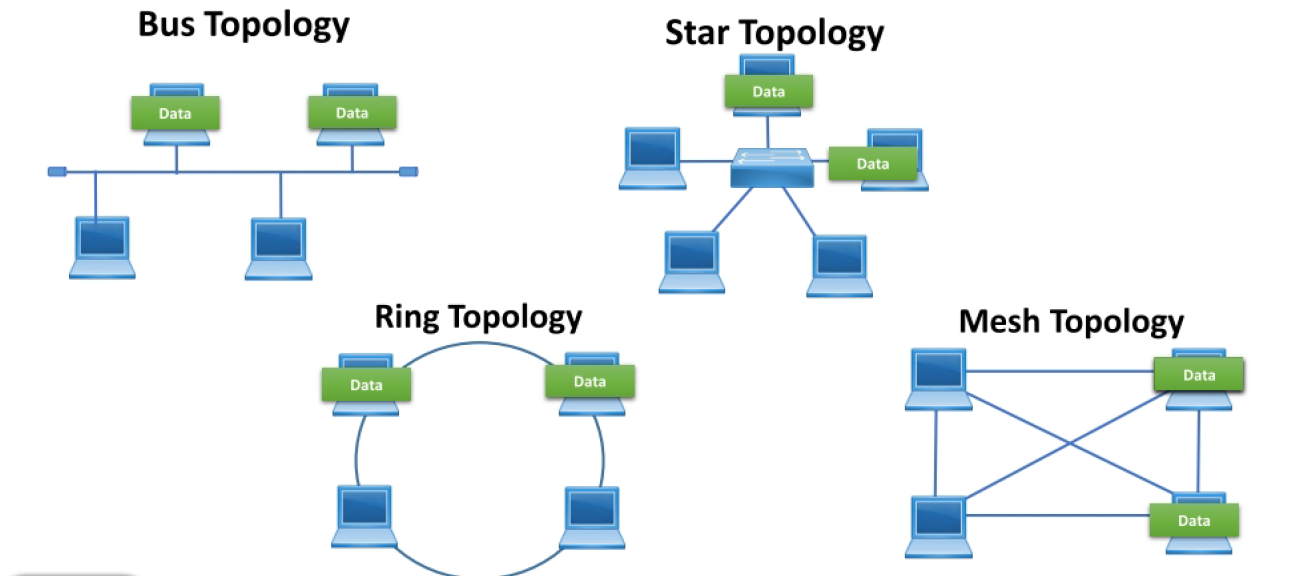 Bus Topology
Data
Data
Star Topology
Data
Data
Ring Topology
Data
Data
Mesh Topology
Data
Data